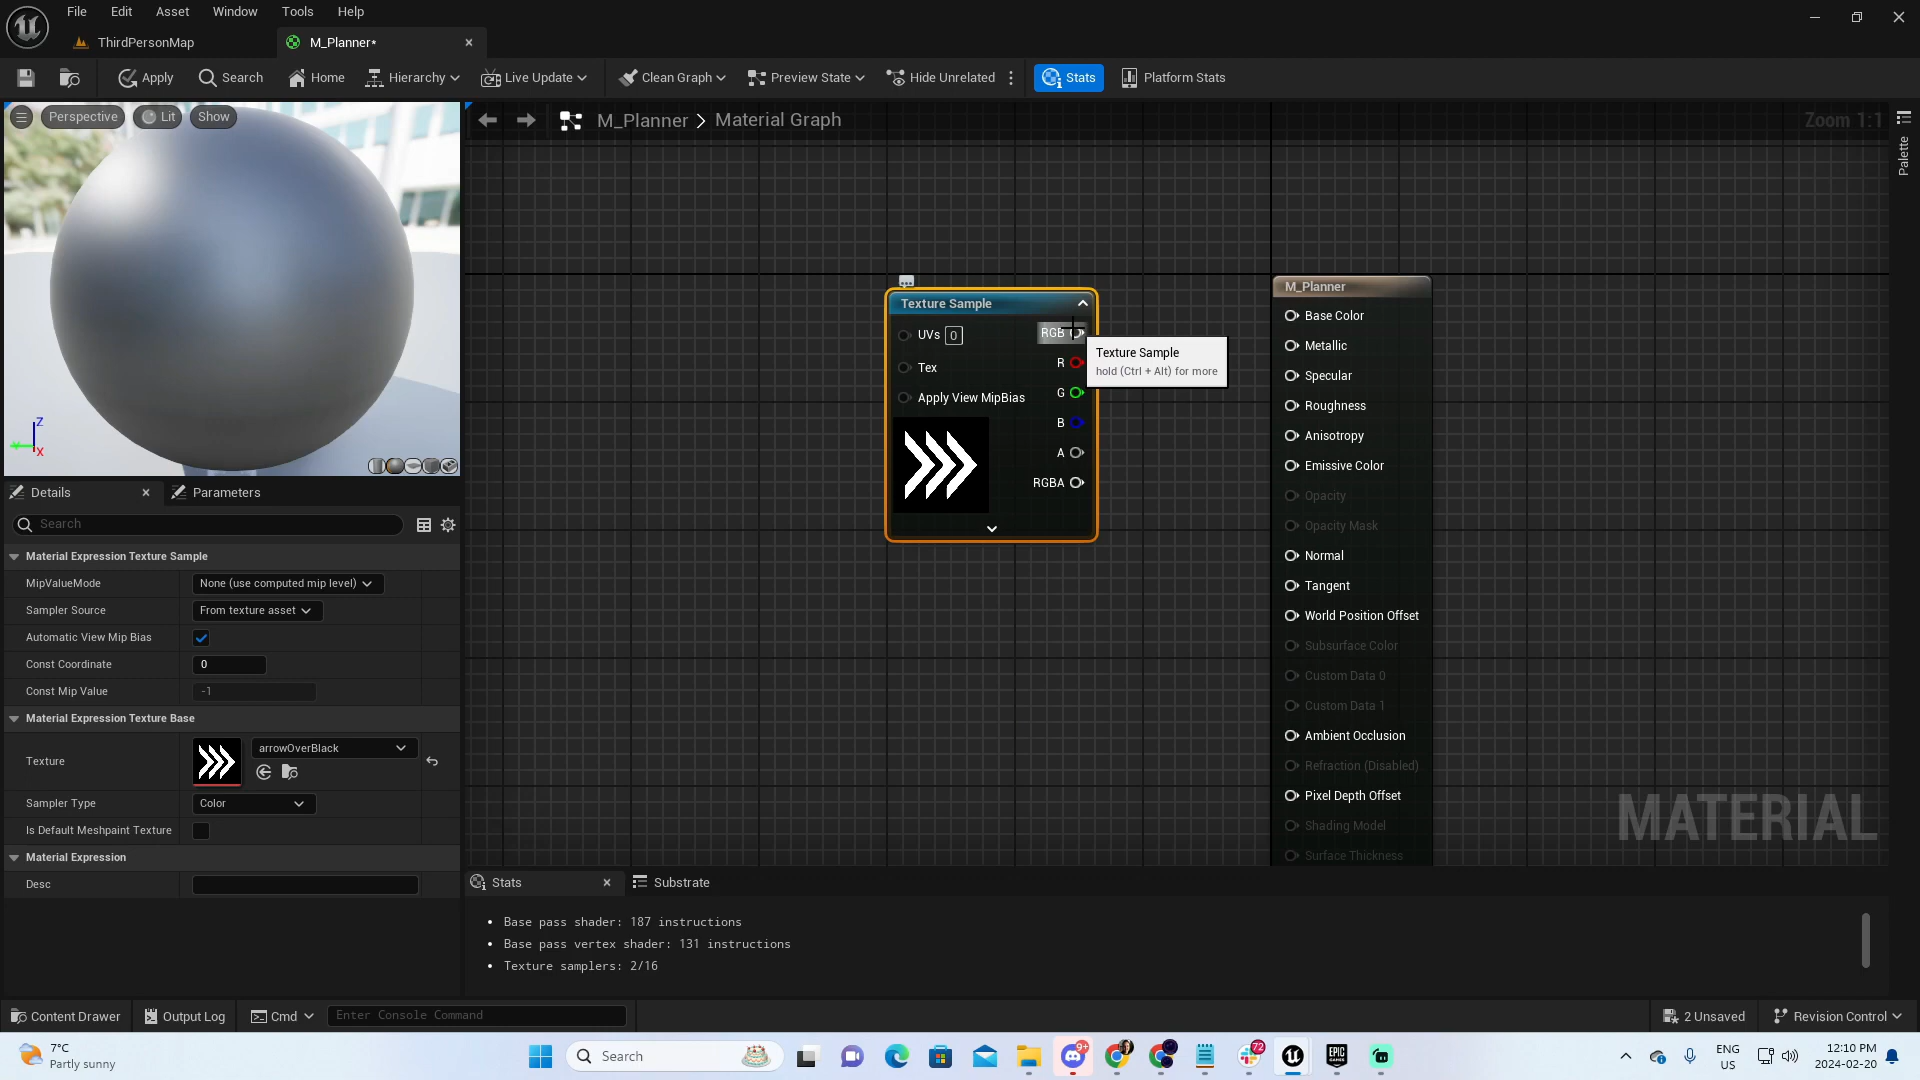 File Edit Asset Window Tools Help
ThirdPersonMap
M_Planner*
Apply Search Home Hierarchy Live Update Clean Graph Preview State Hide Unrelated Stats Platform Stats
Perspective Lit Show
M_Planner > Material Graph
Zoom 1:1
Palette
Z
Y
X
Texture Sample
UVs 0
Tex
Apply View MipBias
RGB
R
G
B
A
RGBA
Texture Sample
hold (Ctrl + Alt) for more
M_Planner
Base Color
Metallic
Specular
Roughness
Anisotropy
Emissive Color
Opacity
Opacity Mask
Normal
Tangent
World Position Offset
Subsurface Color
Custom Data 0
Custom Data 1
Ambient Occlusion
Refraction (Disabled)
Pixel Depth Offset
Shading Model
Surface Thickness
MATERIAL
Details
Parameters
Search
Material Expression Texture Sample
MipValueMode None (use computed mip level)
Sampler Source From texture asset
Automatic View Mip Bias
Const Coordinate 0
Const Mip Value -1
Material Expression Texture Base
Texture arrowOverBlack
Sampler Type Color
Is Default Meshpaint Texture
Material Expression
Desc
Stats
Substrate
• Base pass shader: 187 instructions
• Base pass vertex shader: 131 instructions
• Texture samplers: 2/16
Content Drawer Output Log Cmd Enter Console Command
2 Unsaved Revision Control
7°C
Partly sunny
Search
9+
72
EPIC GAMES
ENG
US
12:10 PM
2024-02-20